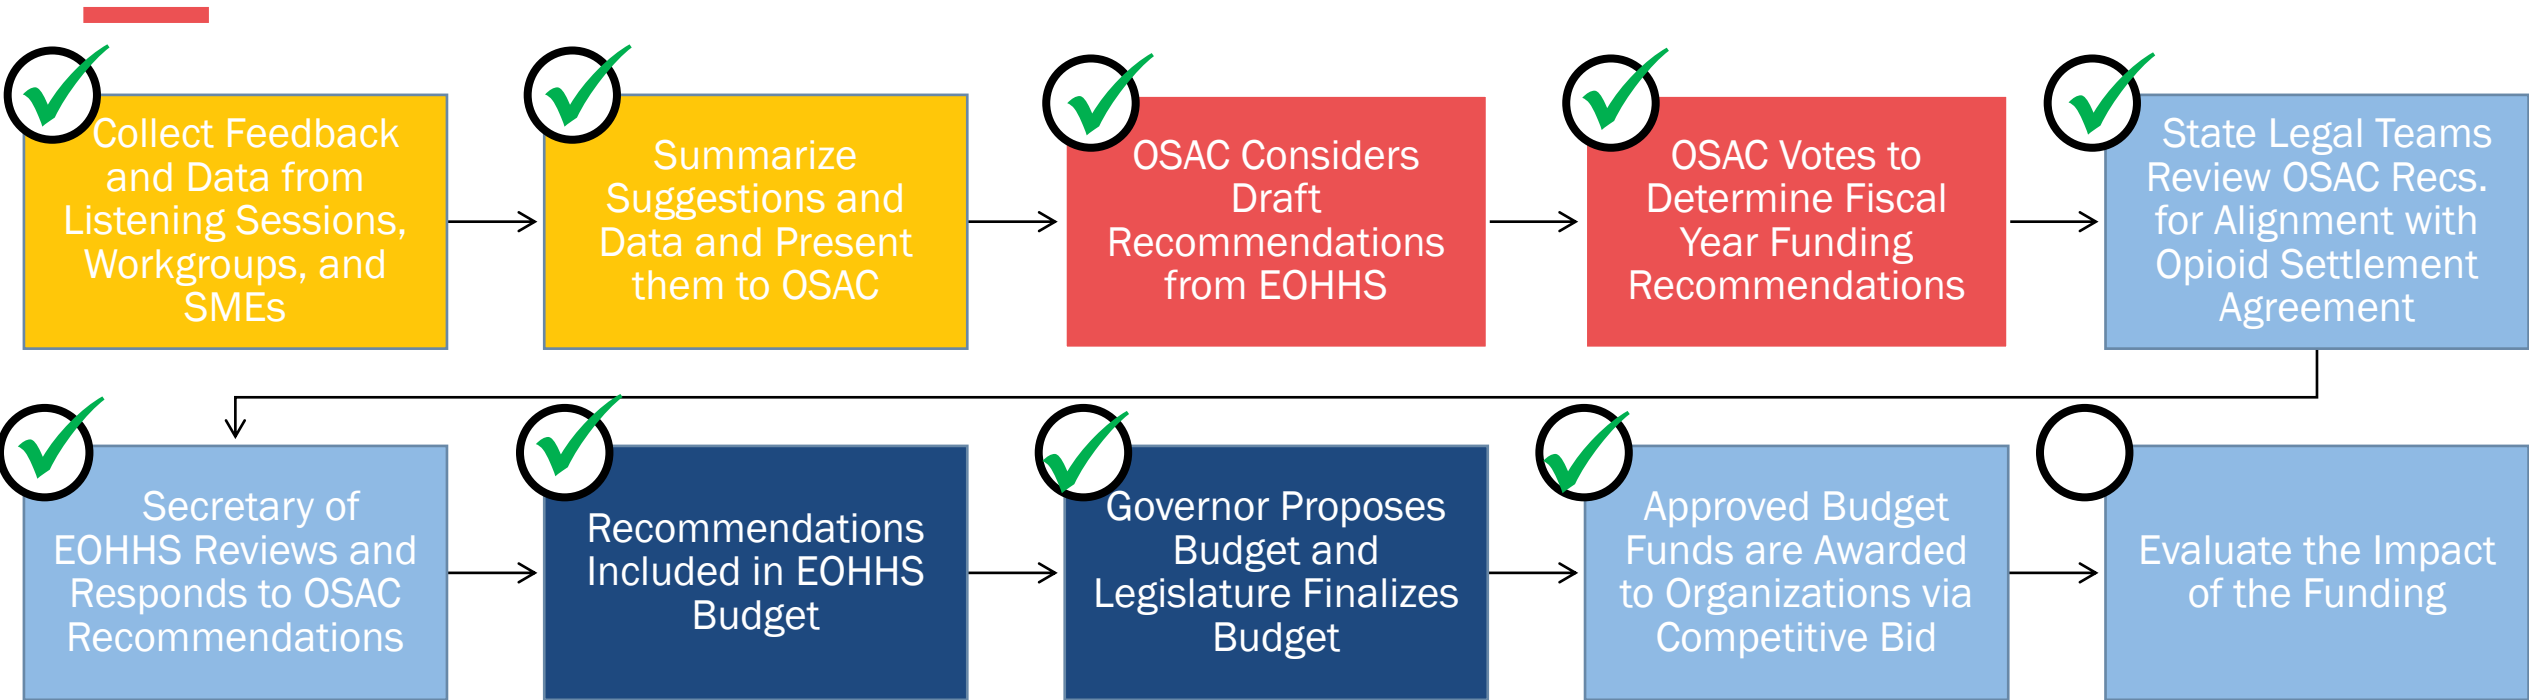 Collect Feedback
and Data from
Listening Sessions,
Workgroups, and
SMEs
Summarize
Suggestions and
Data and Present
them to OSAC
OSAC Considers
Draft
Recommendations
from EOHHS
OSAC Votes to
Determine Fiscal
Year Funding
Recommendations
State Legal Teams
Review OSAC Recs.
for Alignment with
Opioid Settlement
Agreement
Secretary of
EOHHS Reviews and
Responds to OSAC
Recommendations
Recommendations
Included in EOHHS
Budget
Governor Proposes
Budget and
Legislature Finalizes
Budget
Approved Budget
Funds are Awarded
to Organizations via
Competitive Bid
Evaluate the Impact
of the Funding